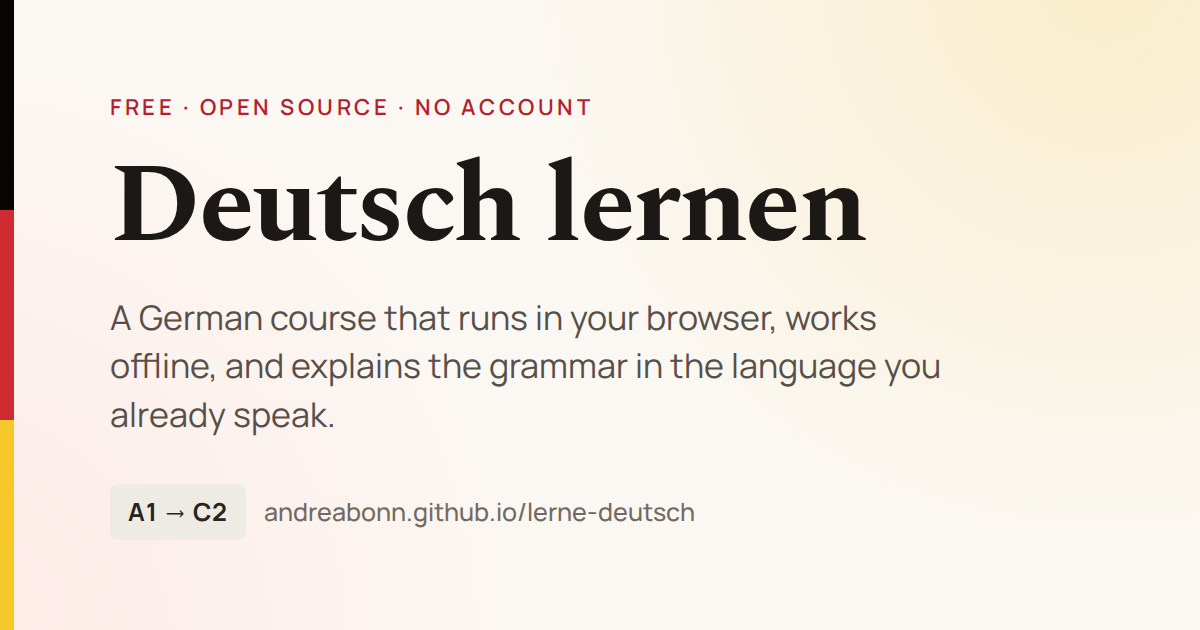 FREE · OPEN SOURCE · NO ACCOUNT
Deutsch lernen
A German course that runs in your browser, works
offline, and explains the grammar in the language you
already speak.
A1 → C2 andreabonn.github.io/lerne-deutsch